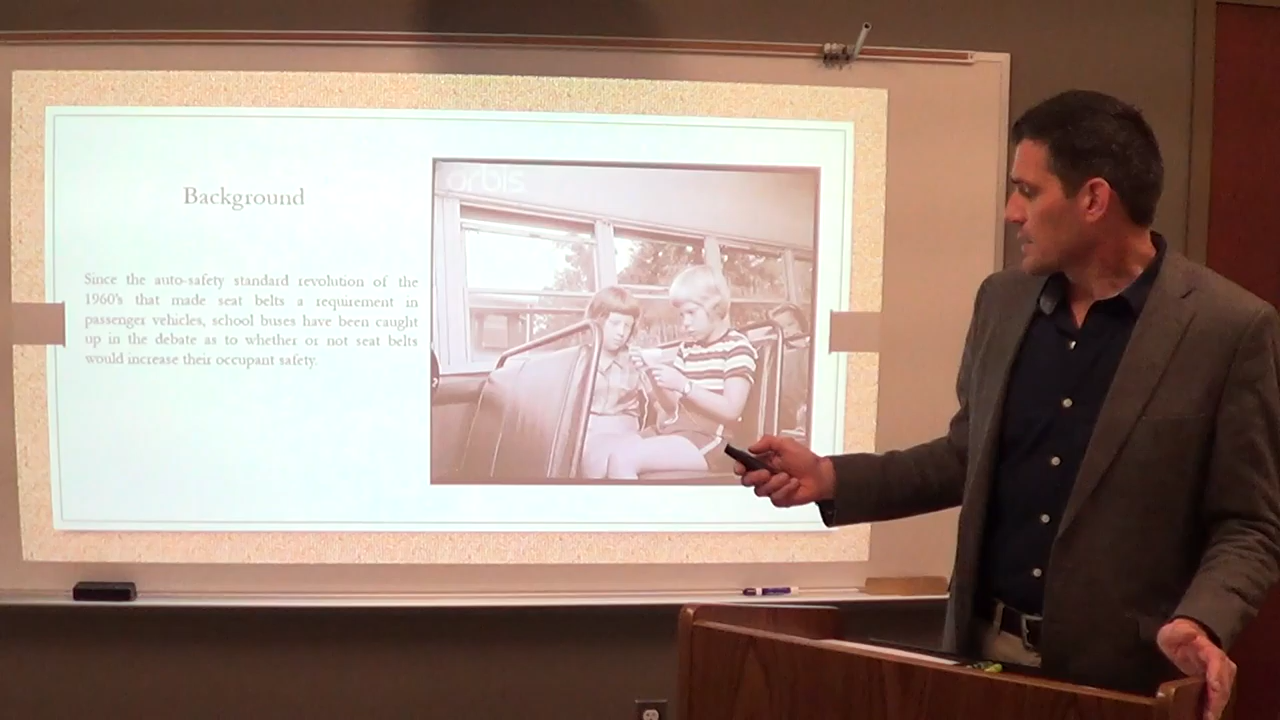 Background
orbis
Since the auto-safety standard revolution of the
1960's that made seat belts a requirement in
passenger vehicles, school buses have been caught
up in the debate as to whether or not seat belts
would increase their occupant safety.